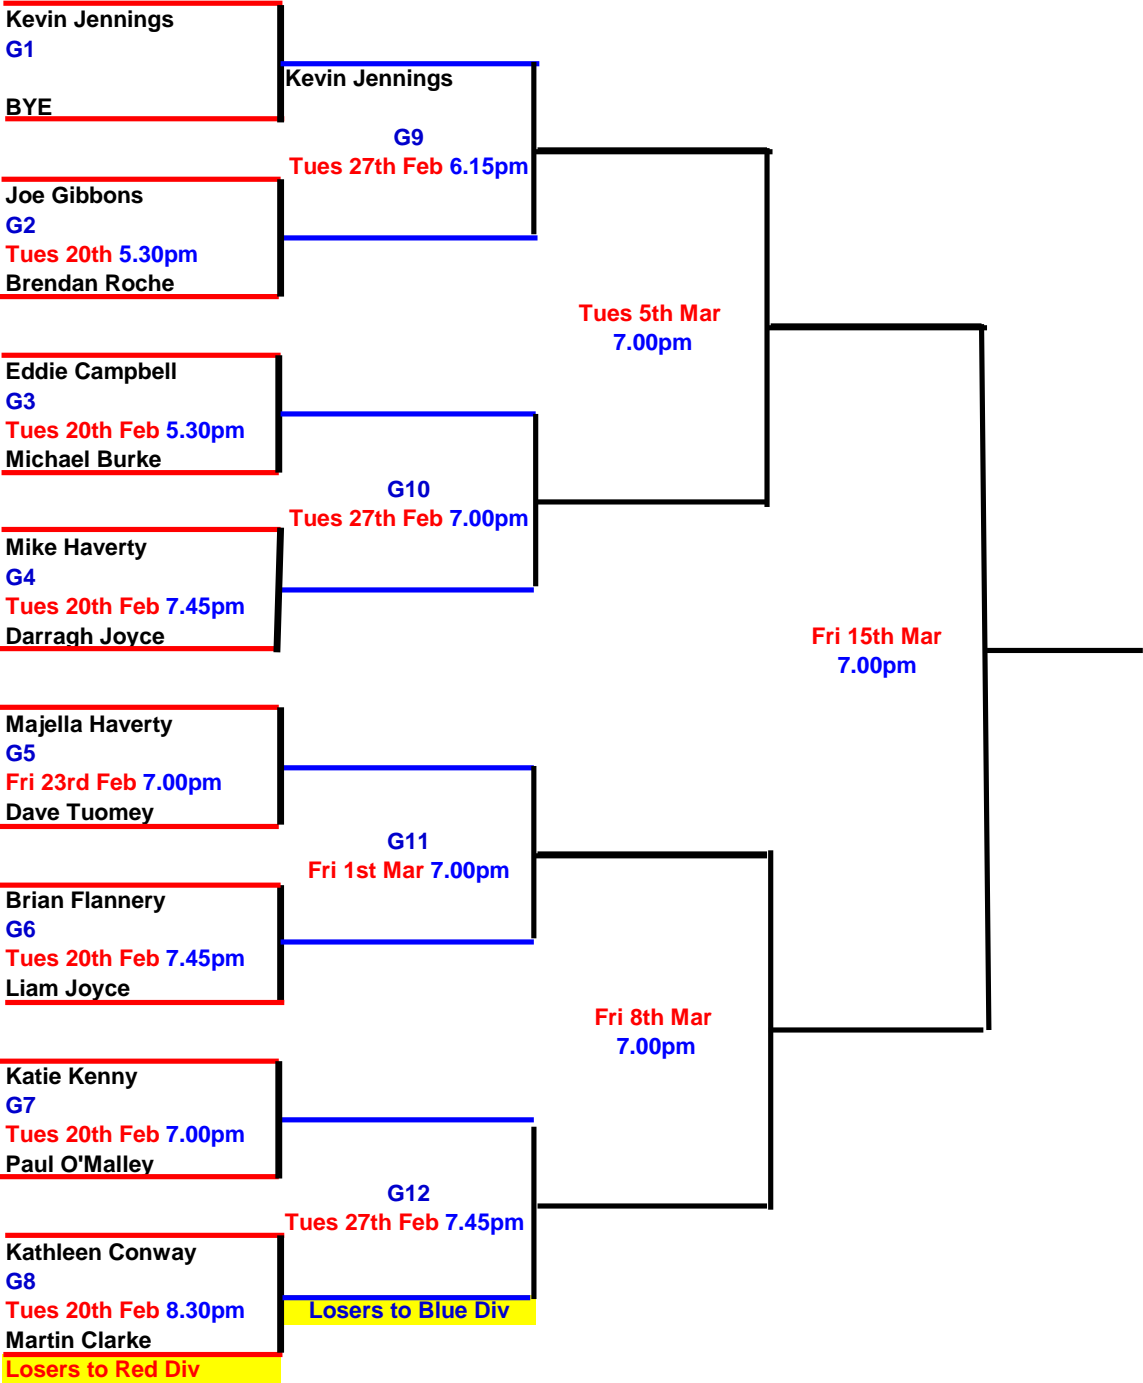 Kevin Jennings
G1
BYE
Joe Gibbons
G2
Tues 20th 5.30pm
Brendan Roche
Eddie Campbell
G3
Tues 20th Feb 5.30pm
Michael Burke
Mike Haverty
G4
Tues 20th Feb 7.45pm
Darragh Joyce
Majella Haverty
G5
Fri 23rd Feb 7.00pm
Dave Tuomey
Brian Flannery
G6
Tues 20th Feb 7.45pm
Liam Joyce
Katie Kenny
G7
Tues 20th Feb 7.00pm
Paul O'Malley
Kathleen Conway
G8
Tues 20th Feb 8.30pm
Martin Clarke
Losers to Red Div
Kevin Jennings
G9
Tues 27th Feb 6.15pm
G10
Tues 27th Feb 7.00pm
G11
Fri 1st Mar 7.00pm
G12
Tues 27th Feb 7.45pm
Losers to Blue Div
Tues 5th Mar
7.00pm
Fri 8th Mar
7.00pm
Fri 15th Mar
7.00pm